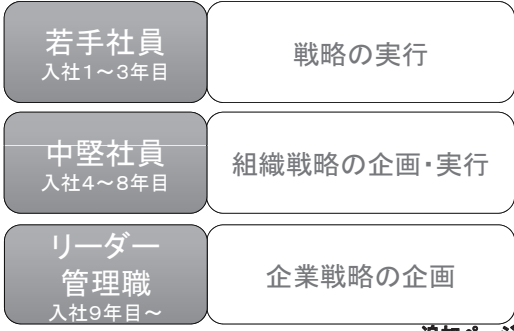 若手社員
入社1～3年目
戦略の実行
中堅社員
入社4～8年目
組織戦略の企画・実行
リーダー
管理職
入社9年目～
企業戦略の企画